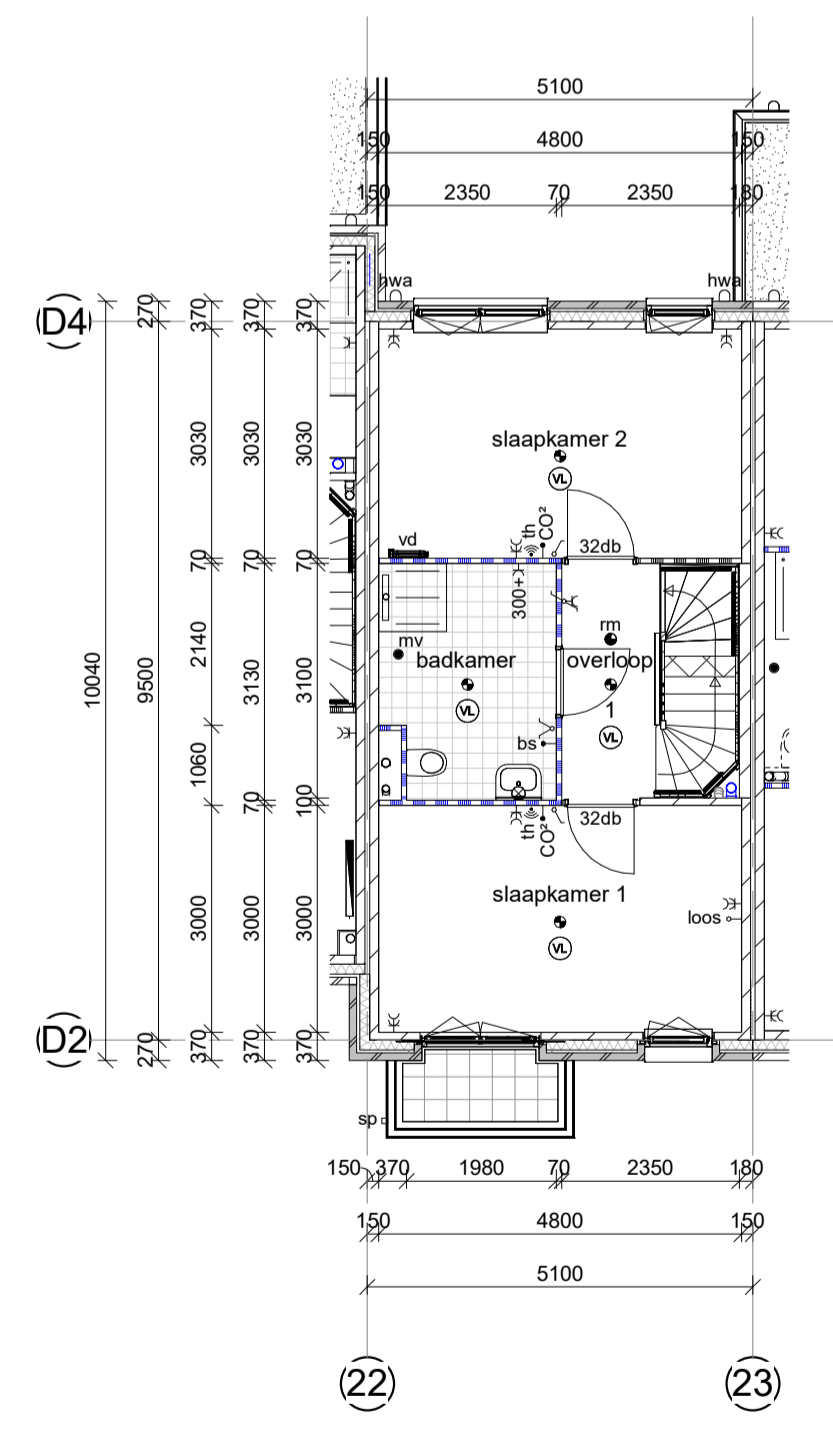 5100
150 4800 150
150 2350 70 2350 180
hwa hwa
D4
270 370 370 370
slaapkamer 2
VL
3030 3030 3030
th CO²
vd
32db
70 70 70
300+
rm
mv
badkamer overloop
2140
10040 9500 3130 3100
VL
1
VL
bs
1060
70 100
th CO²
32db
slaapkamer 1
VL
loos
3000 3000 3000
D2
270 370 370 370
sp
150 370 1980 70 2350 180
150 4800 150
5100
22 23